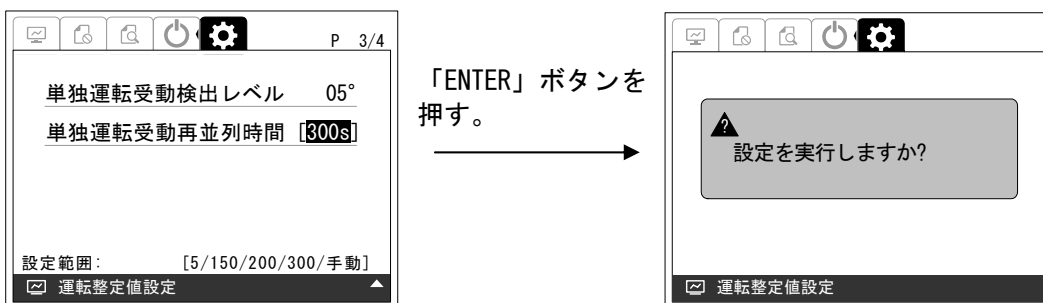 P 3/4
単独運転受動検出レベル 05°
単独運転受動再並列時間 [300s]
設定範囲: [5/150/200/300/手動]
運転整定値設定
「ENTER」ボタンを
押す。
?
設定を実行しますか?
運転整定値設定